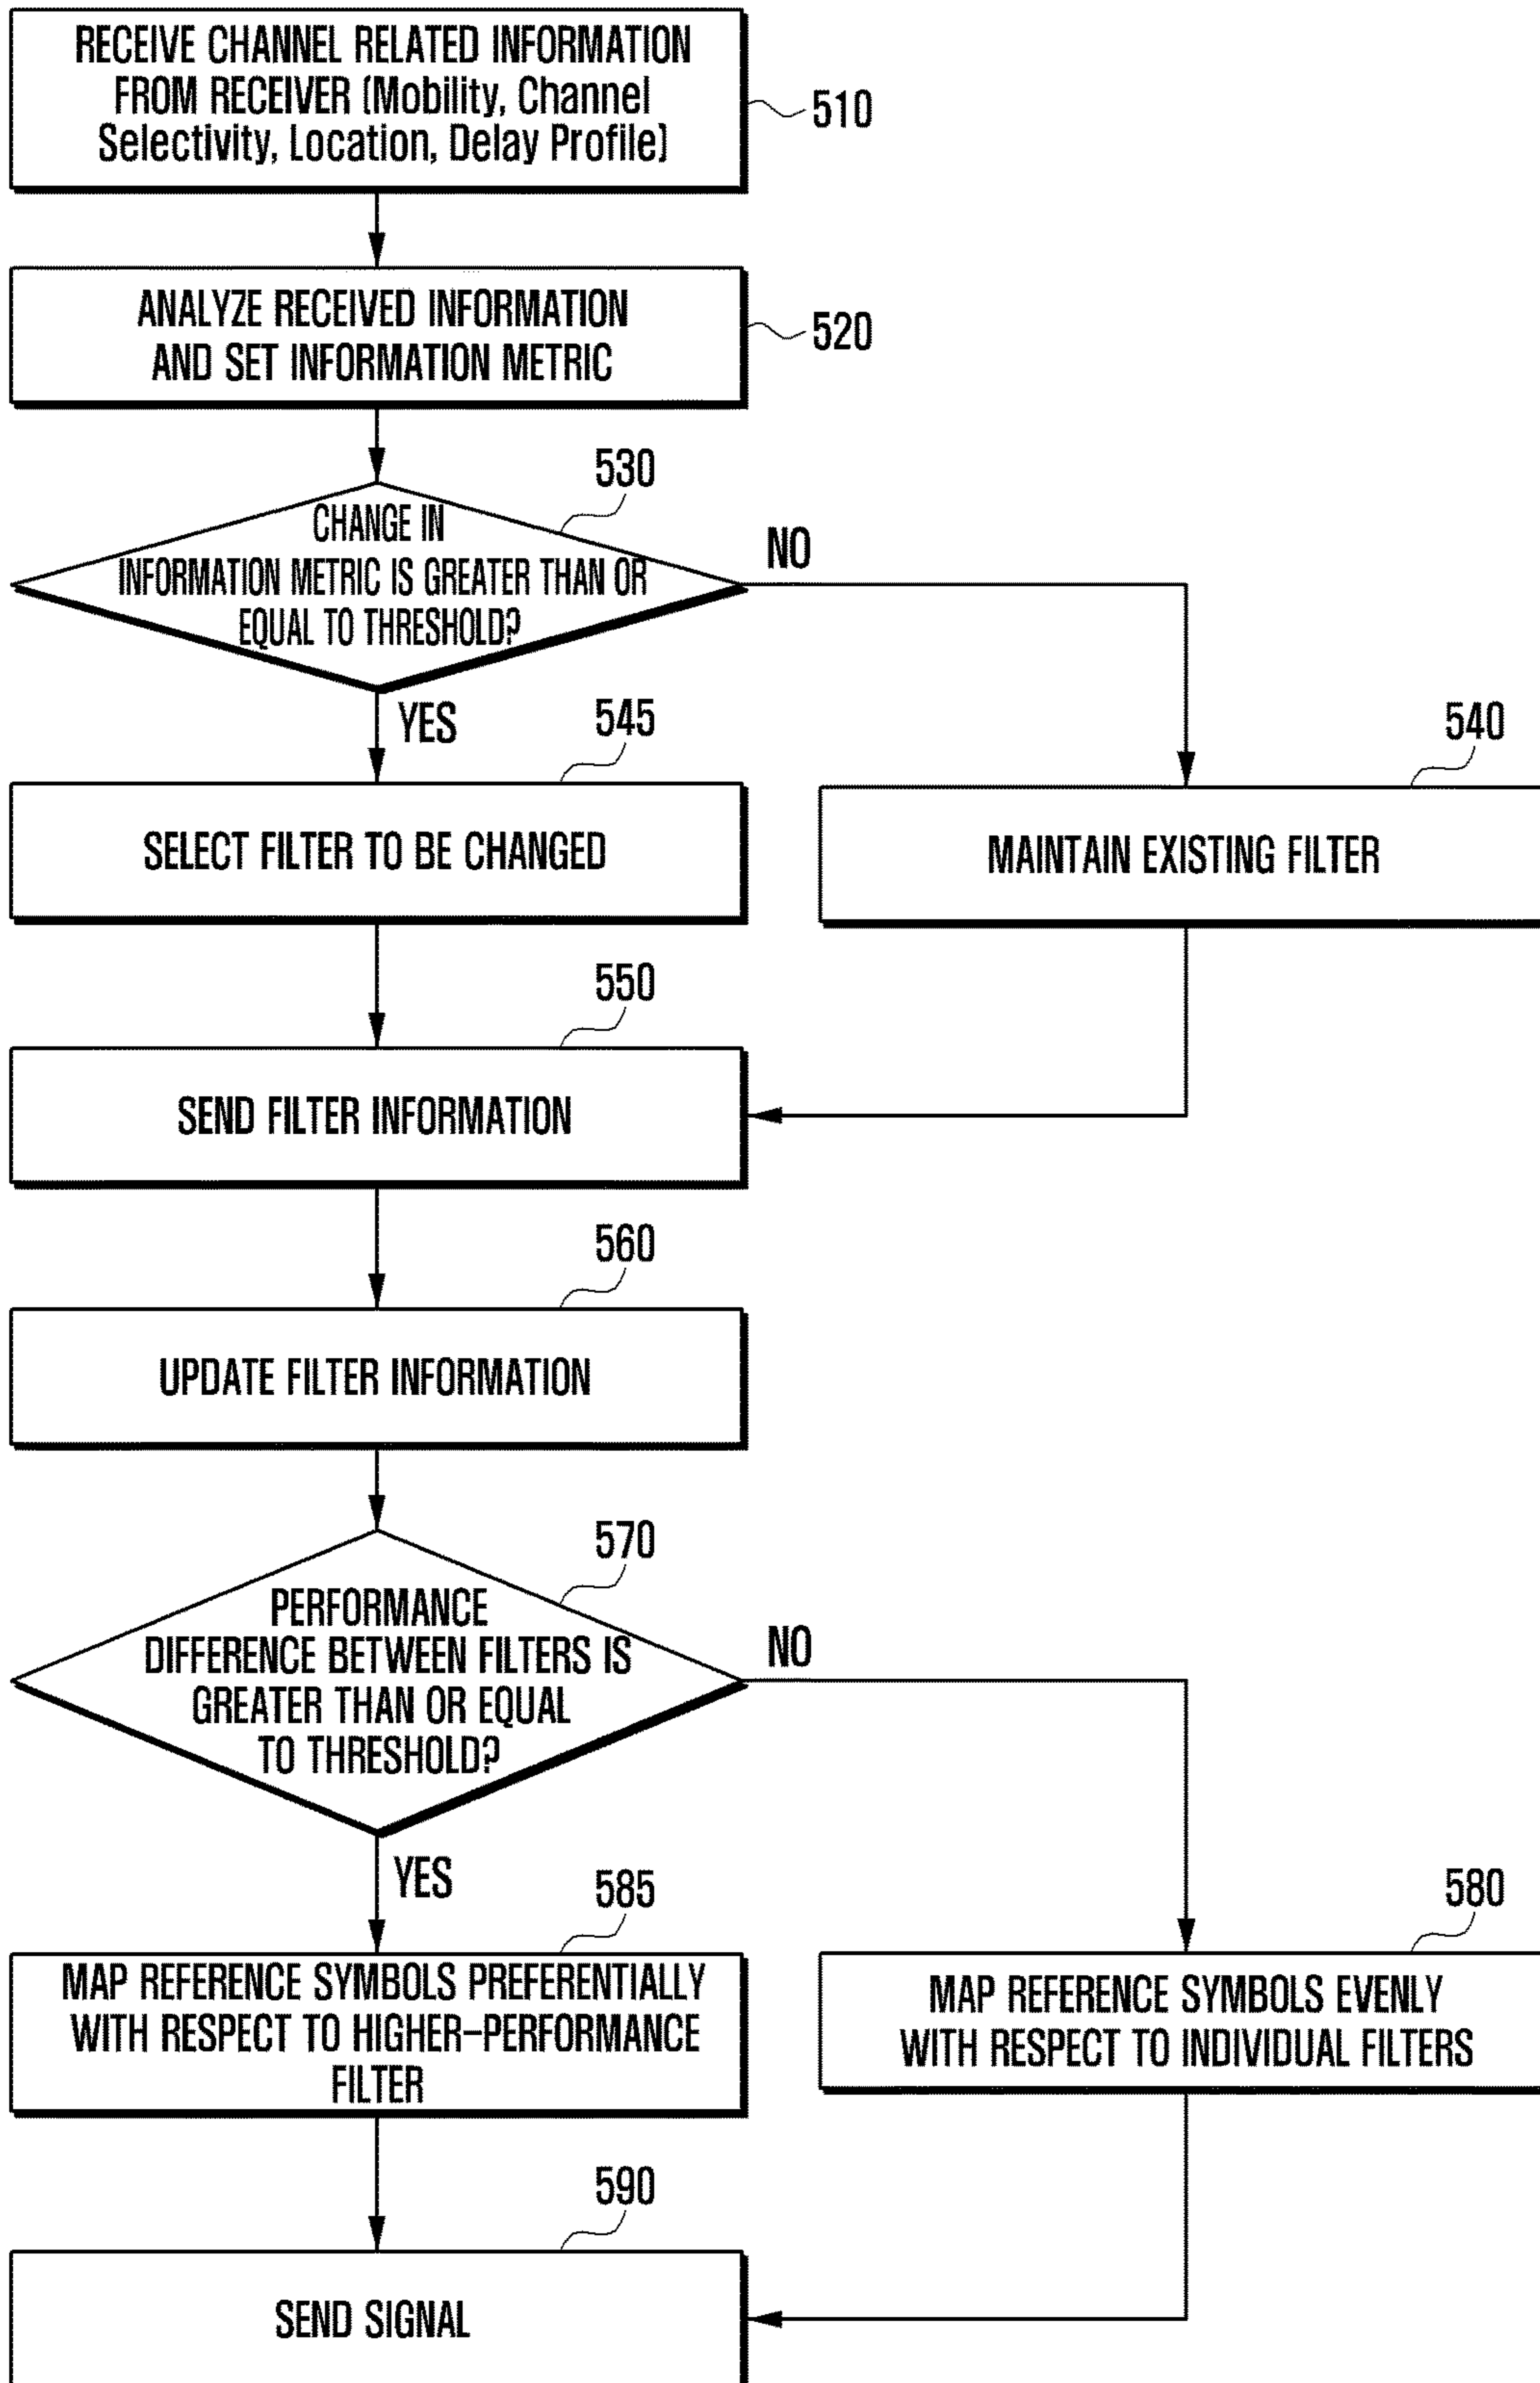 RECEIVE CHANNEL RELATED INFORMATION
FROM RECEIVER (Mobility, Channel
Selectivity, Location, Delay Profile)
510
ANALYZE RECEIVED INFORMATION
AND SET INFORMATION METRIC
520
530
CHANGE IN
INFORMATION METRIC IS GREATER THAN OR
EQUAL TO THRESHOLD?
NO
YES
545
SELECT FILTER TO BE CHANGED
540
MAINTAIN EXISTING FILTER
550
SEND FILTER INFORMATION
560
UPDATE FILTER INFORMATION
570
PERFORMANCE
DIFFERENCE BETWEEN FILTERS IS
GREATER THAN OR EQUAL
TO THRESHOLD?
NO
YES
585
MAP REFERENCE SYMBOLS PREFERENTIALLY
WITH RESPECT TO HIGHER-PERFORMANCE
FILTER
580
MAP REFERENCE SYMBOLS EVENLY
WITH RESPECT TO INDIVIDUAL FILTERS
590
SEND SIGNAL